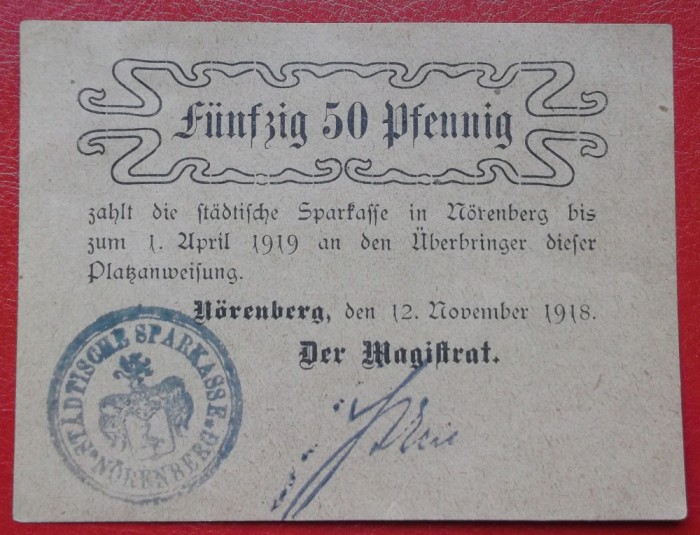 Fünfzig 50 Pfennig
zahlt die städtische Sparkasse in Nörenberg bis
zum 1. April 1919 an den Überbringer dieser
Platzanweisung.
Nörenberg, den 12. November 1918.
Der Magistrat.
STÄDTISCHE SPARKASSE
NÖRENBERG